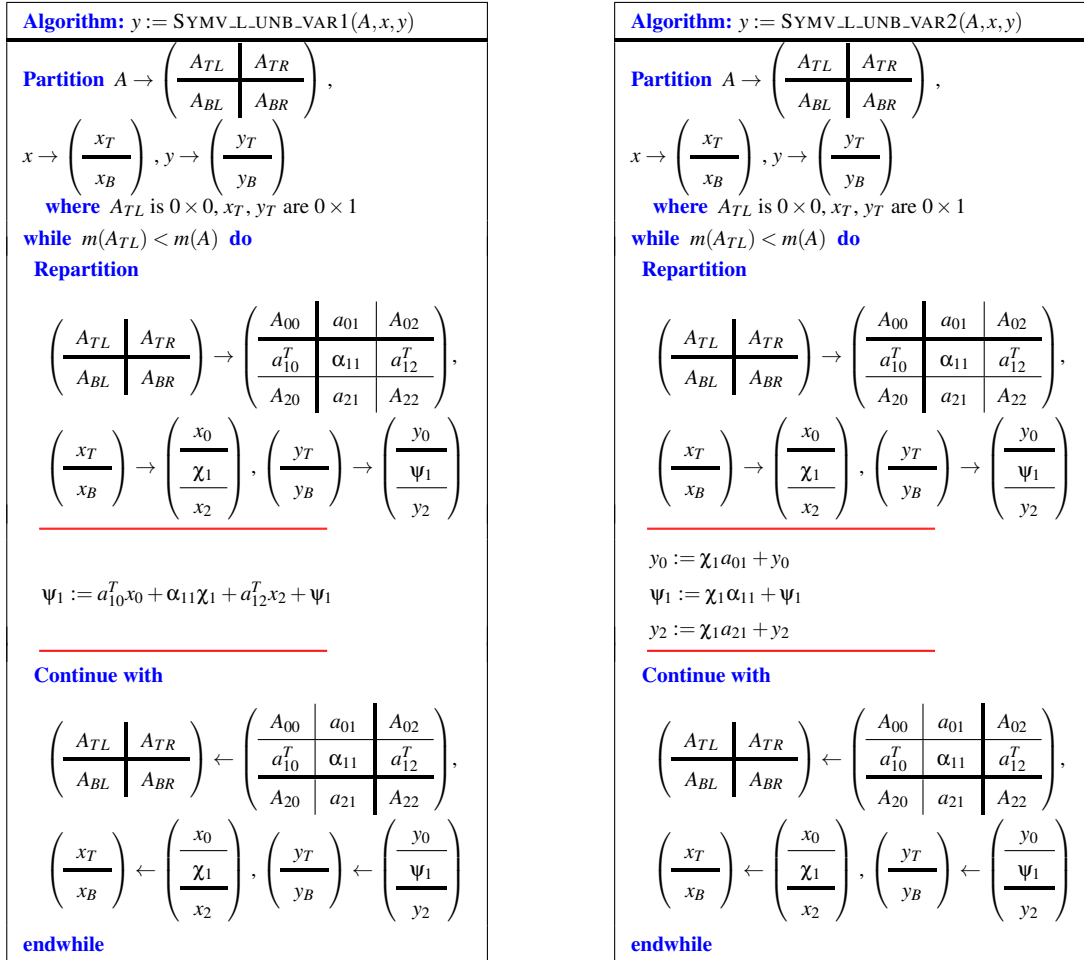 Algorithm: y := SYMV_L_UNB_VAR1(A,x,y)
Partition A → ( A_TL | A_TR ; A_BL | A_BR ) ,
x → ( x_T ; x_B ) , y → ( y_T ; y_B )
where A_TL is 0 × 0, x_T, y_T are 0 × 1
while m(A_TL) < m(A) do
Repartition
( A_TL | A_TR ; A_BL | A_BR ) → ( A_00 | a_01 | A_02 ; a_10^T | α_11 | a_12^T ; A_20 | a_21 | A_22 ) ,
( x_T ; x_B ) → ( x_0 ; χ_1 ; x_2 ) , ( y_T ; y_B ) → ( y_0 ; ψ_1 ; y_2 )
ψ_1 := a_10^T x_0 + α_11 χ_1 + a_12^T x_2 + ψ_1
Continue with
( A_TL | A_TR ; A_BL | A_BR ) ← ( A_00 | a_01 | A_02 ; a_10^T | α_11 | a_12^T ; A_20 | a_21 | A_22 ) ,
( x_T ; x_B ) ← ( x_0 ; χ_1 ; x_2 ) , ( y_T ; y_B ) ← ( y_0 ; ψ_1 ; y_2 )
endwhile
Algorithm: y := SYMV_L_UNB_VAR2(A,x,y)
Partition A → ( A_TL | A_TR ; A_BL | A_BR ) ,
x → ( x_T ; x_B ) , y → ( y_T ; y_B )
where A_TL is 0 × 0, x_T, y_T are 0 × 1
while m(A_TL) < m(A) do
Repartition
( A_TL | A_TR ; A_BL | A_BR ) → ( A_00 | a_01 | A_02 ; a_10^T | α_11 | a_12^T ; A_20 | a_21 | A_22 ) ,
( x_T ; x_B ) → ( x_0 ; χ_1 ; x_2 ) , ( y_T ; y_B ) → ( y_0 ; ψ_1 ; y_2 )
y_0 := χ_1 a_01 + y_0
ψ_1 := χ_1 α_11 + ψ_1
y_2 := χ_1 a_21 + y_2
Continue with
( A_TL | A_TR ; A_BL | A_BR ) ← ( A_00 | a_01 | A_02 ; a_10^T | α_11 | a_12^T ; A_20 | a_21 | A_22 ) ,
( x_T ; x_B ) ← ( x_0 ; χ_1 ; x_2 ) , ( y_T ; y_B ) ← ( y_0 ; ψ_1 ; y_2 )
endwhile